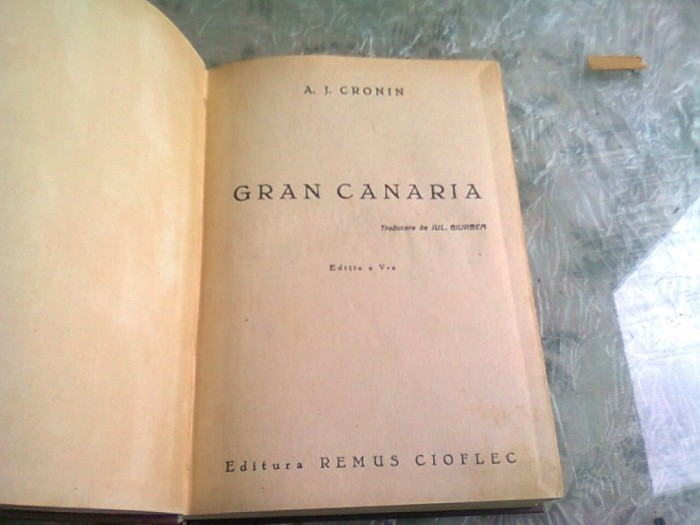 A. J. CRONIN
GRAN CANARIA
Traducere de IUL. GIURGEA
Ediția a V-a
Editura REMUS CIOFLEC